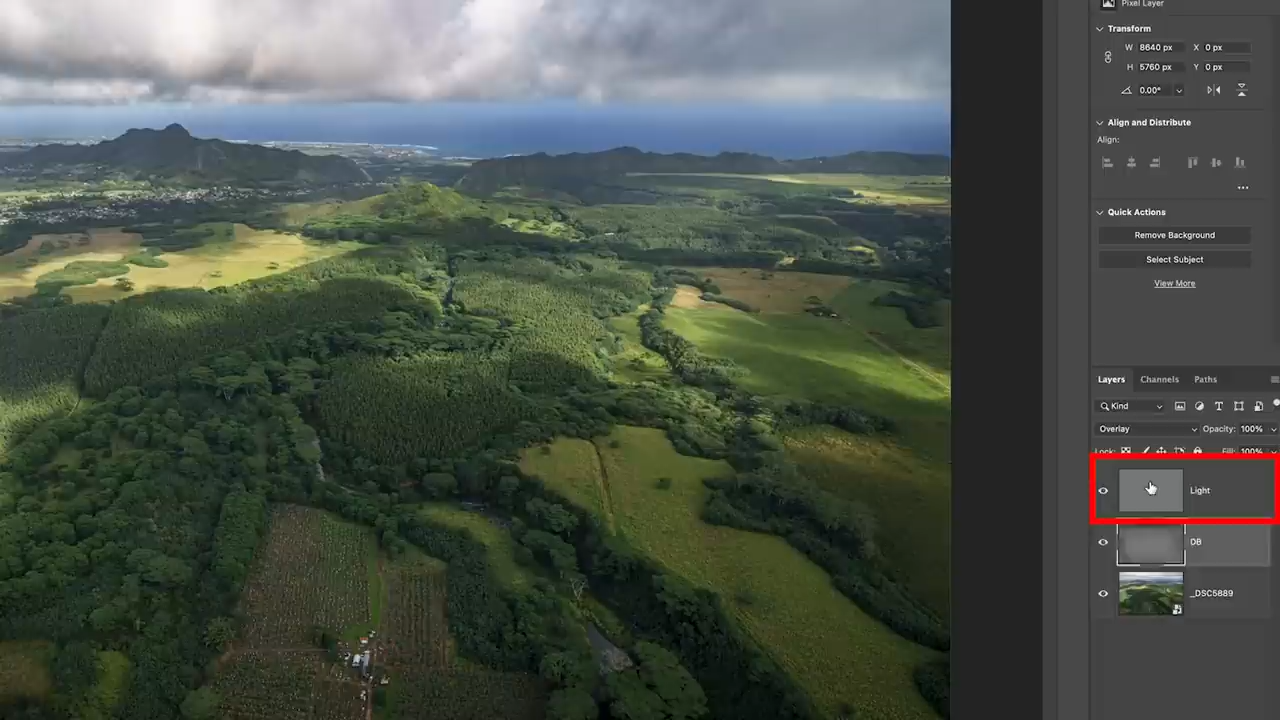 Pixel Layer
Transform
W 8640 px X 0 px
H 5760 px Y 0 px
0.00°
Align and Distribute
Align:
Quick Actions
Remove Background
Select Subject
View More
Layers Channels Paths
Kind
Overlay Opacity: 100%
Lock: Fill: 100%
Light
DB
_DSC5889